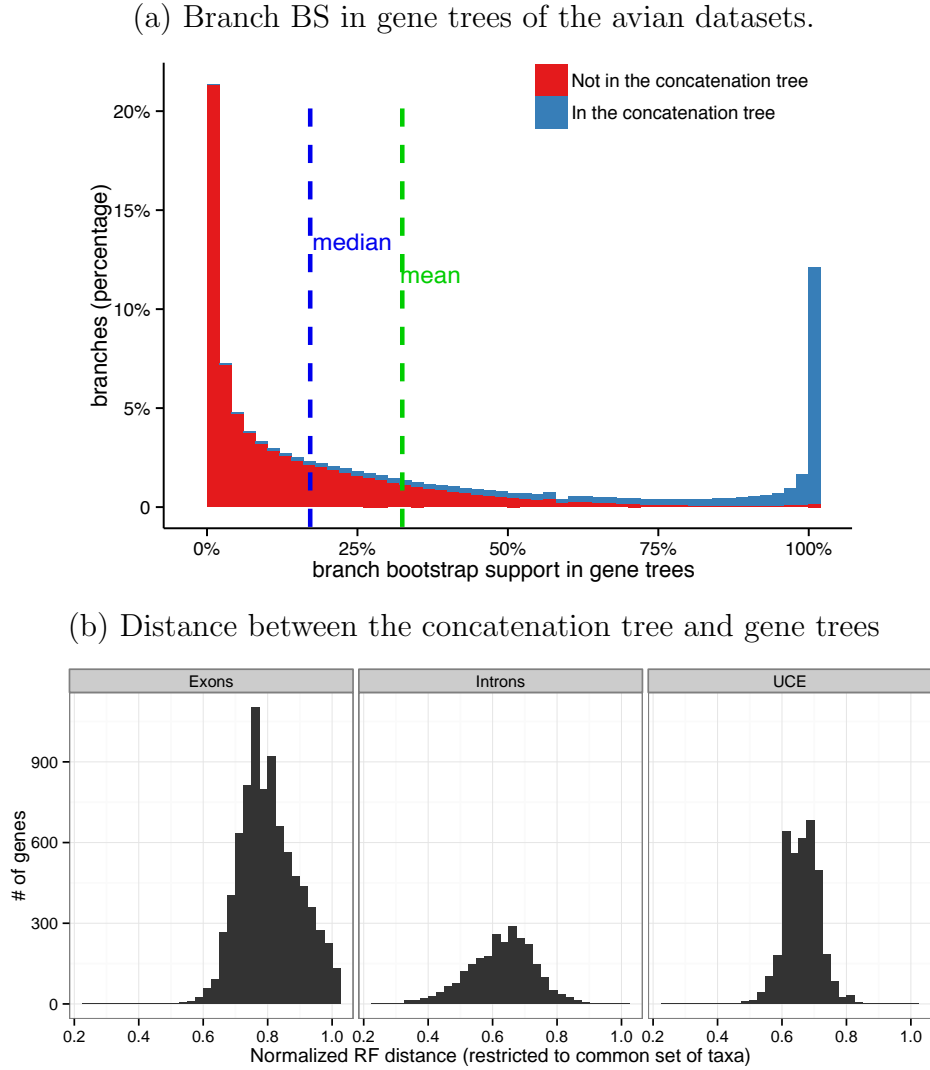 (a) Branch BS in gene trees of the avian datasets.
Not in the concatenation tree
In the concatenation tree
20%
15%
10%
5%
0
branches (percentage)
median
mean
0%
25%
50%
75%
100%
branch bootstrap support in gene trees
(b) Distance between the concatenation tree and gene trees
Exons
Introns
UCE
900
600
300
0
# of genes
0.2 0.4 0.6 0.8 1.0
0.2 0.4 0.6 0.8 1.0
0.2 0.4 0.6 0.8 1.0
Normalized RF distance (restricted to common set of taxa)